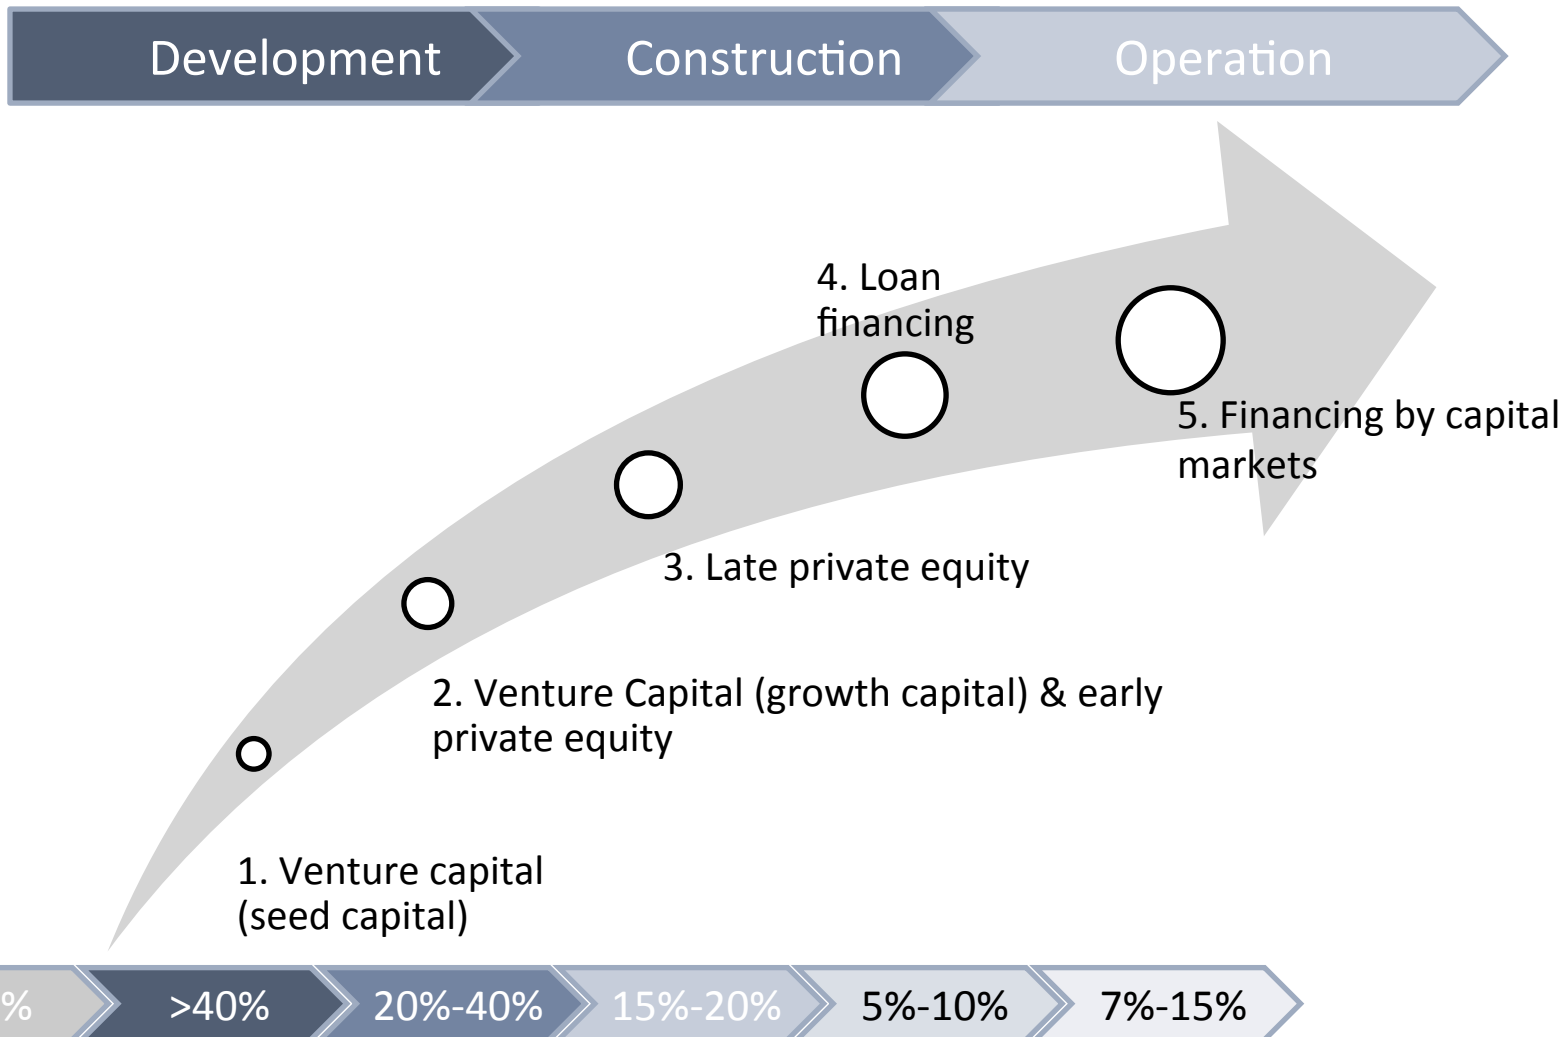 Development
Construction
Operation
4. Loan
financing
5. Financing by capital
markets
3. Late private equity
2. Venture Capital (growth capital) & early
private equity
1. Venture capital
(seed capital)
%
>40%
20%-40%
15%-20%
5%-10%
7%-15%